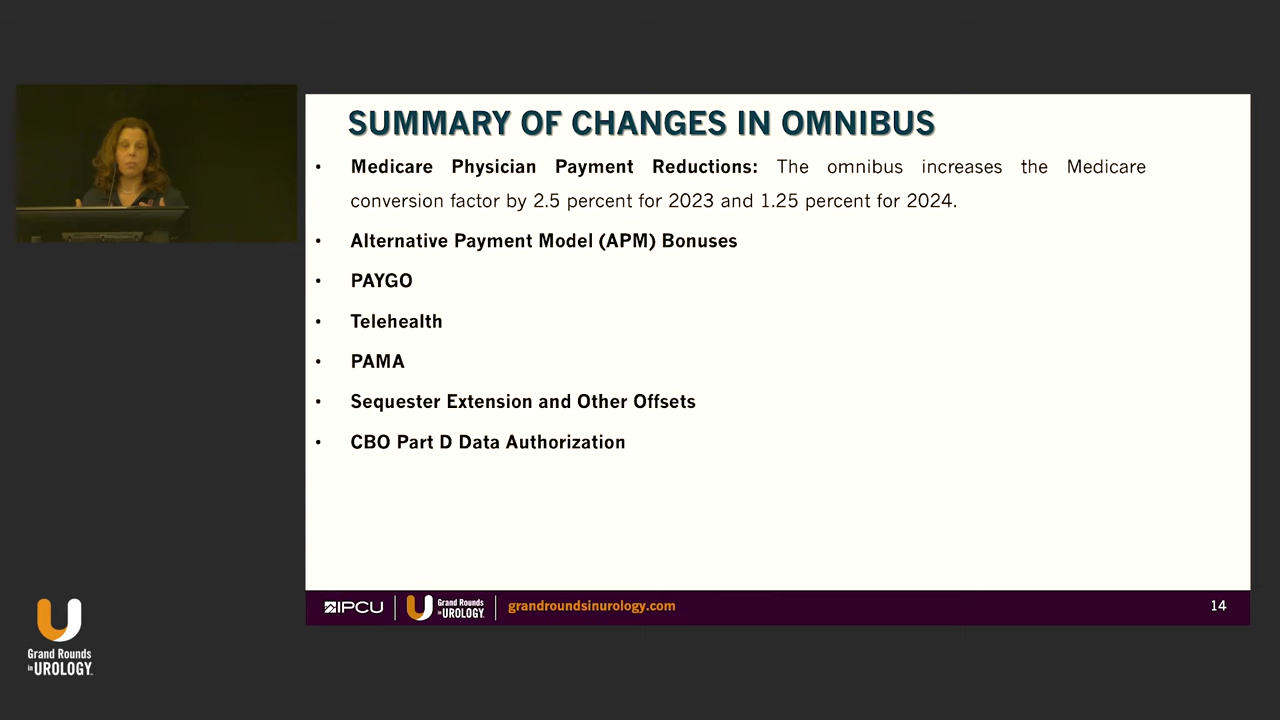 SUMMARY OF CHANGES IN OMNIBUS
• Medicare Physician Payment Reductions: The omnibus increases the Medicare
conversion factor by 2.5 percent for 2023 and 1.25 percent for 2024.
• Alternative Payment Model (APM) Bonuses
• PAYGO
• Telehealth
• PAMA
• Sequester Extension and Other Offsets
• CBO Part D Data Authorization
IPCU
Grand Rounds
in UROLOGY
grandroundsinurology.com
14
Grand Rounds
in UROLOGY